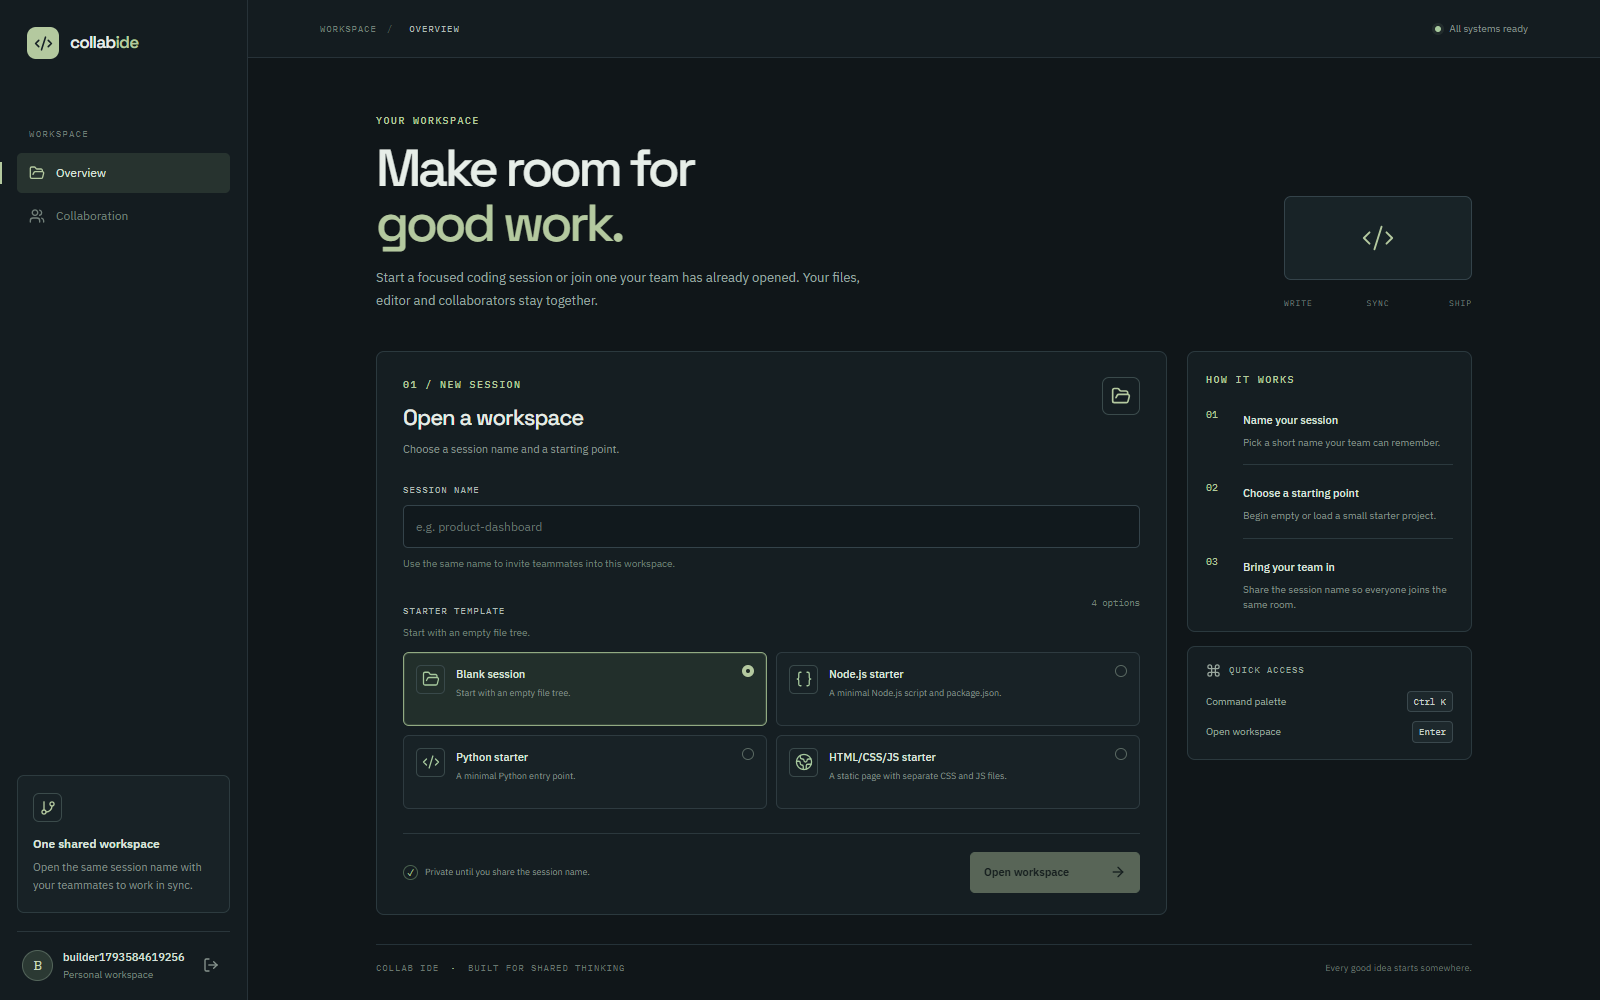 collabide
WORKSPACE
Overview
Collaboration
One shared workspace
Open the same session name with
your teammates to work in sync.
B
builder1793584619256
Personal workspace
WORKSPACE / OVERVIEW
All systems ready
YOUR WORKSPACE
Make room for
good work.
Start a focused coding session or join one your team has already opened. Your files,
editor and collaborators stay together.
WRITE SYNC SHIP
01 / NEW SESSION
Open a workspace
Choose a session name and a starting point.
SESSION NAME
e.g. product-dashboard
Use the same name to invite teammates into this workspace.
STARTER TEMPLATE
4 options
Start with an empty file tree.
Blank session
Start with an empty file tree.
Node.js starter
A minimal Node.js script and package.json.
Python starter
A minimal Python entry point.
HTML/CSS/JS starter
A static page with separate CSS and JS files.
Private until you share the session name.
Open workspace
HOW IT WORKS
01
Name your session
Pick a short name your team can remember.
02
Choose a starting point
Begin empty or load a small starter project.
03
Bring your team in
Share the session name so everyone joins the
same room.
QUICK ACCESS
Command palette Ctrl K
Open workspace Enter
COLLAB IDE · BUILT FOR SHARED THINKING
Every good idea starts somewhere.